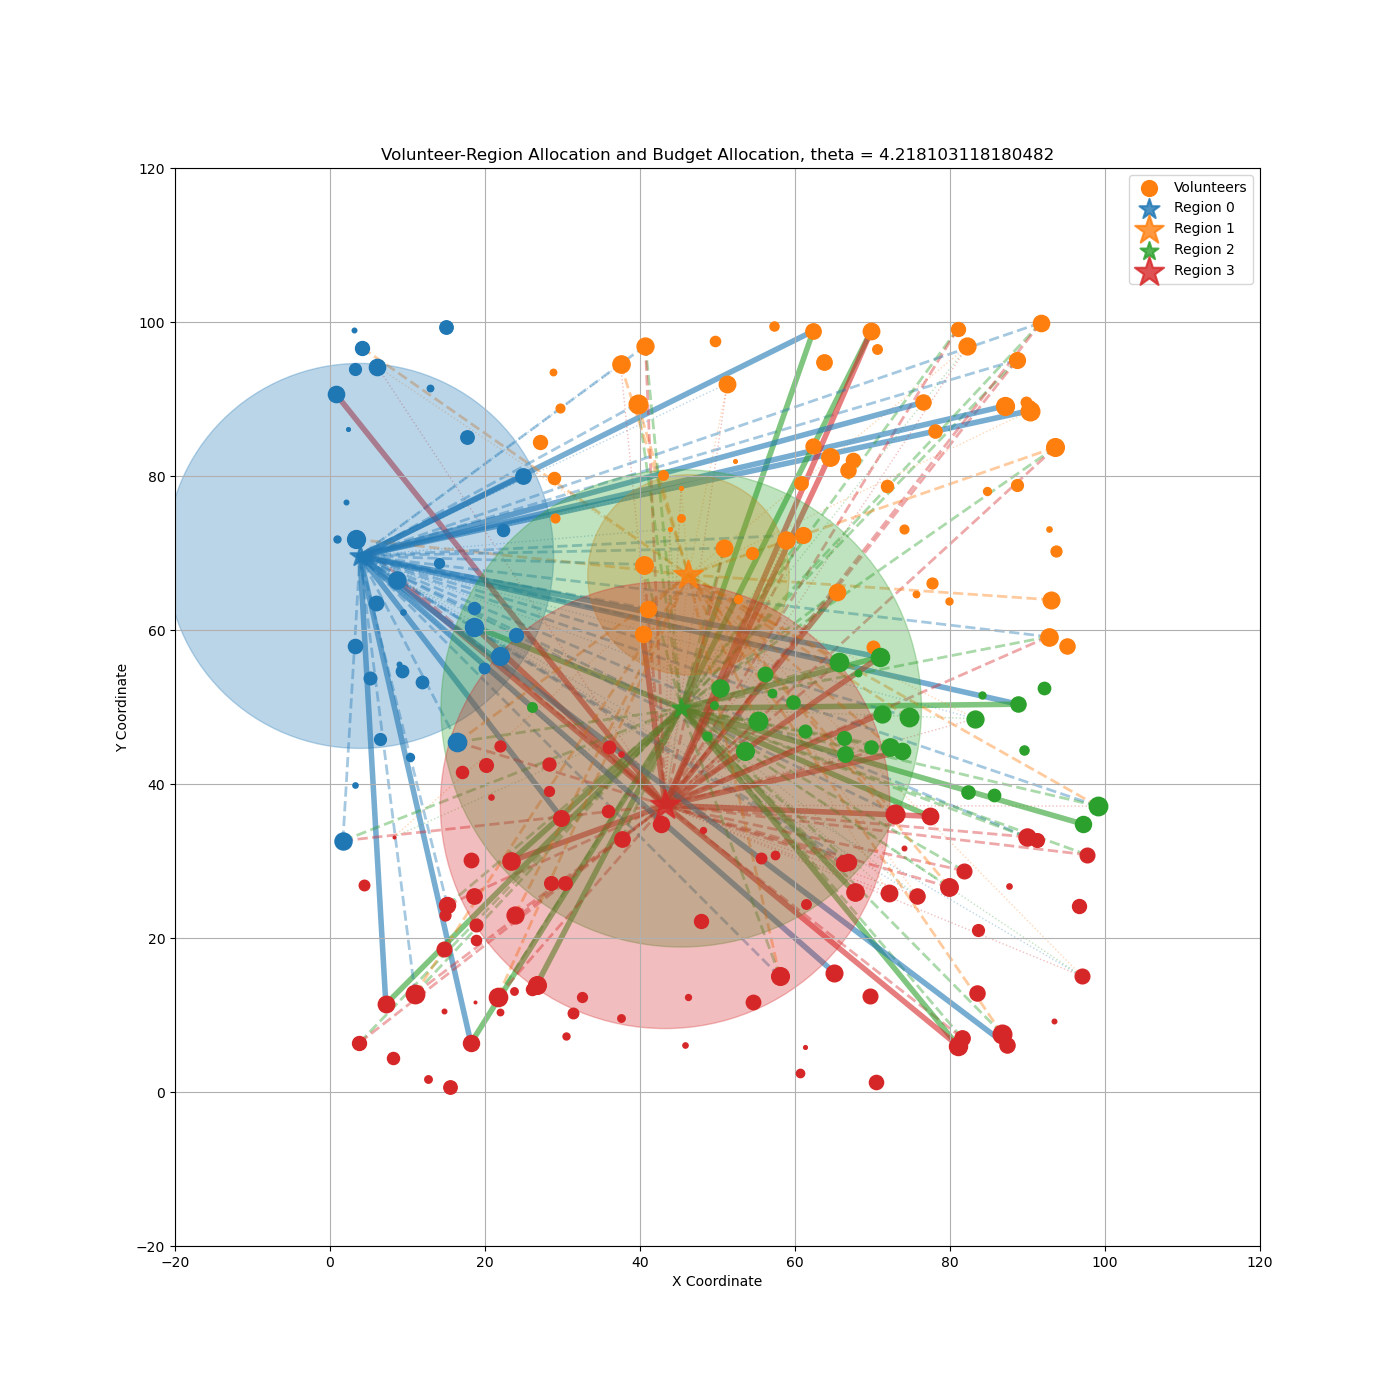 Volunteer-Region Allocation and Budget Allocation, theta = 4.218103118180482
120
100
80
60
40
20
0
−20
Y Coordinate
Volunteers
Region 0
Region 1
Region 2
Region 3
−20 0 20 40 60 80 100 120
X Coordinate